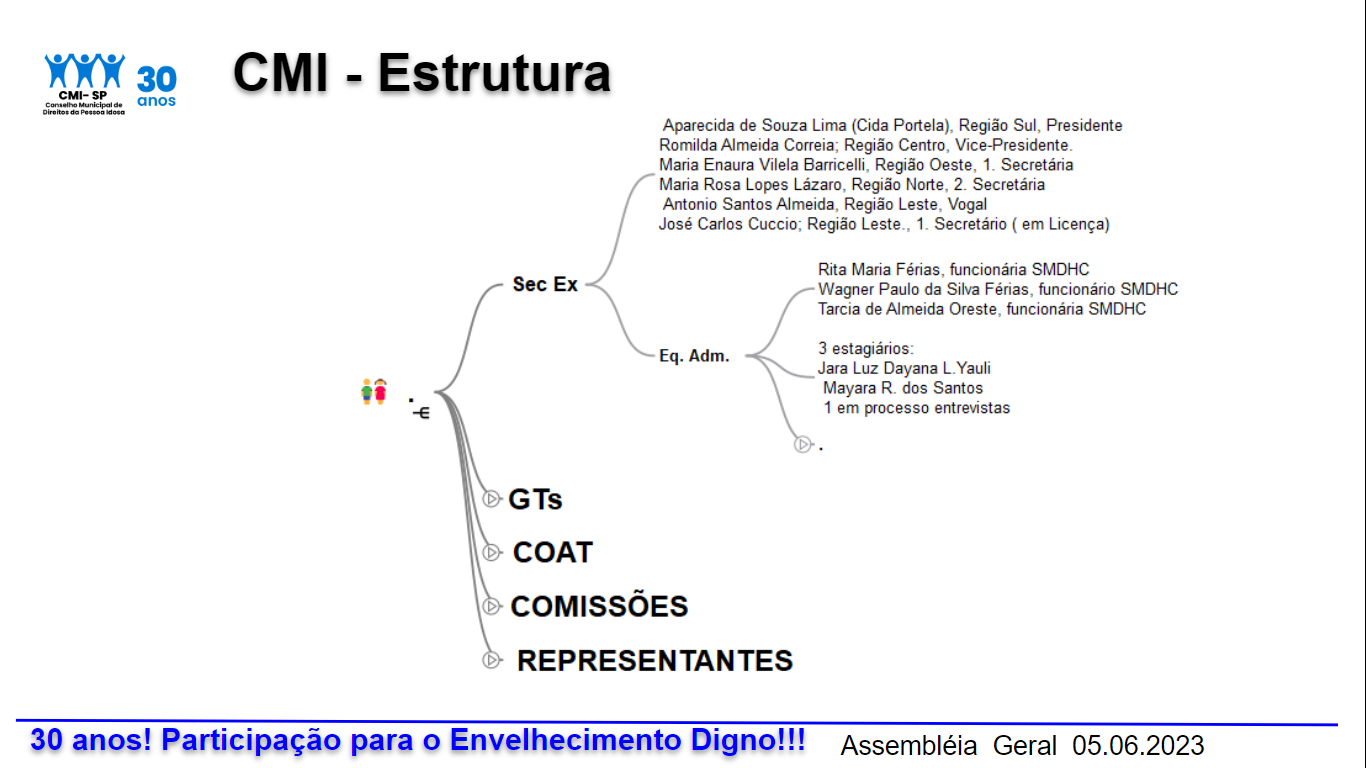 CMI - Estrutura
30
anos
CMI- SP
Conselho Municipal de
Direitos da Pessoa Idosa
Aparecida de Souza Lima (Cida Portela), Região Sul, Presidente
Romilda Almeida Correia; Região Centro, Vice-Presidente.
Maria Enaura Vilela Barricelli, Região Oeste, 1. Secretária
Maria Rosa Lopes Lázaro, Região Norte, 2. Secretária
Antonio Santos Almeida, Região Leste, Vogal
José Carlos Cuccio; Região Leste., 1. Secretário ( em Licença)
Sec Ex
Rita Maria Férias, funcionária SMDHC
Wagner Paulo da Silva Férias, funcionário SMDHC
Tarcia de Almeida Oreste, funcionária SMDHC
Eq. Adm.
3 estagiários:
Jara Luz Dayana L.Yauli
Mayara R. dos Santos
1 em processo entrevistas
.
.
GTs
COAT
COMISSÕES
REPRESENTANTES
30 anos! Participação para o Envelhecimento Digno!!!
Assembléia Geral 05.06.2023